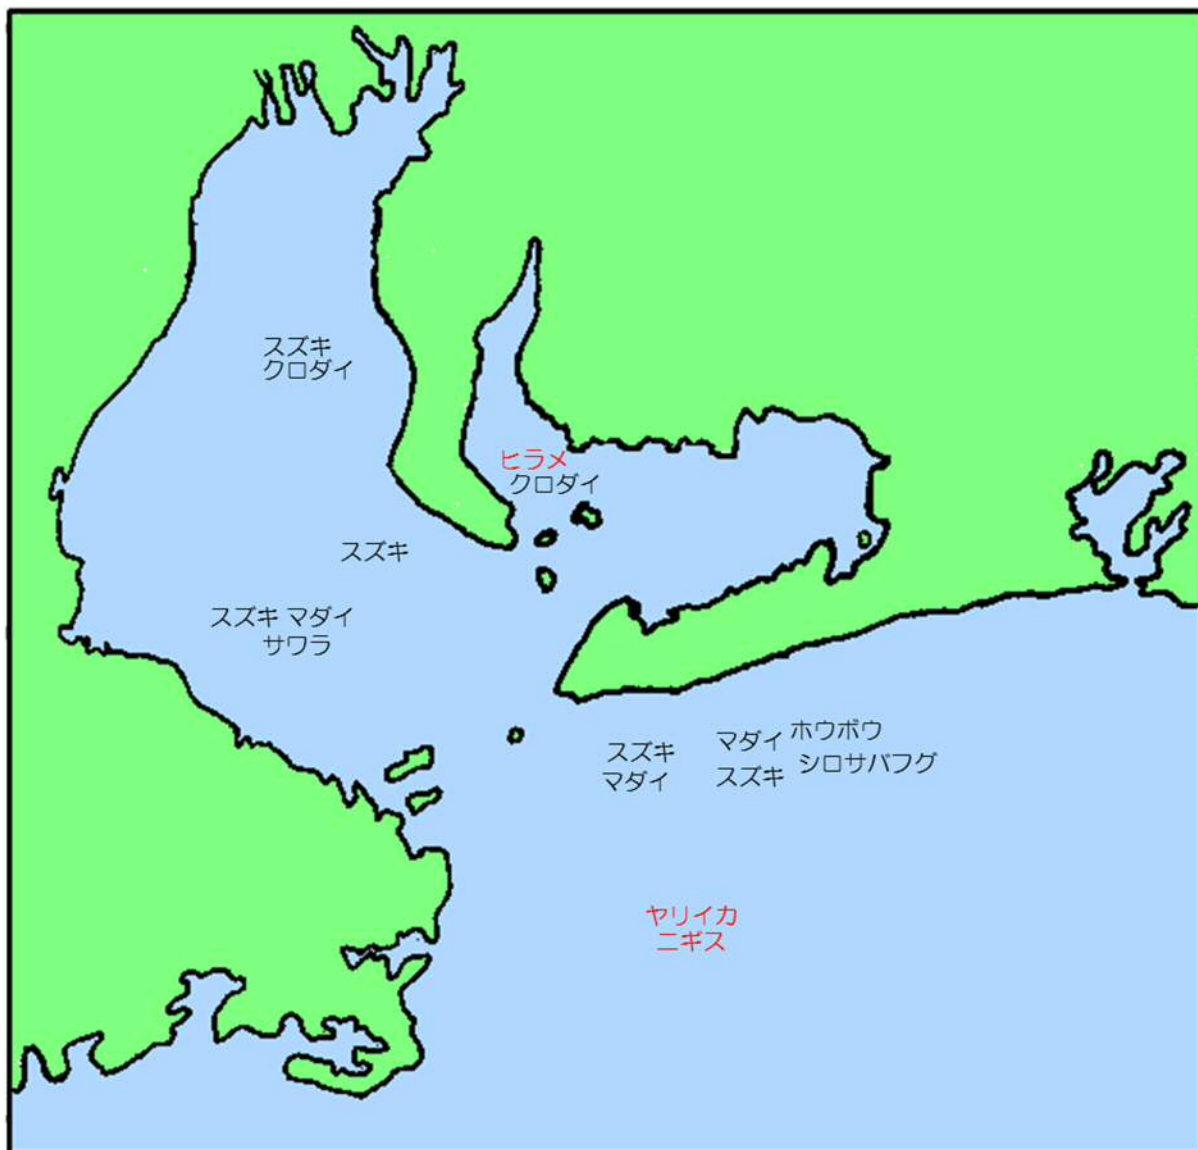 スズキ
クロダイ
ヒラメ
クロダイ
スズキ
スズキ マダイ
サワラ
スズキ
マダイ
マダイ
スズキ
ホウボウ
シロサバフグ
ヤリイカ
ニギス